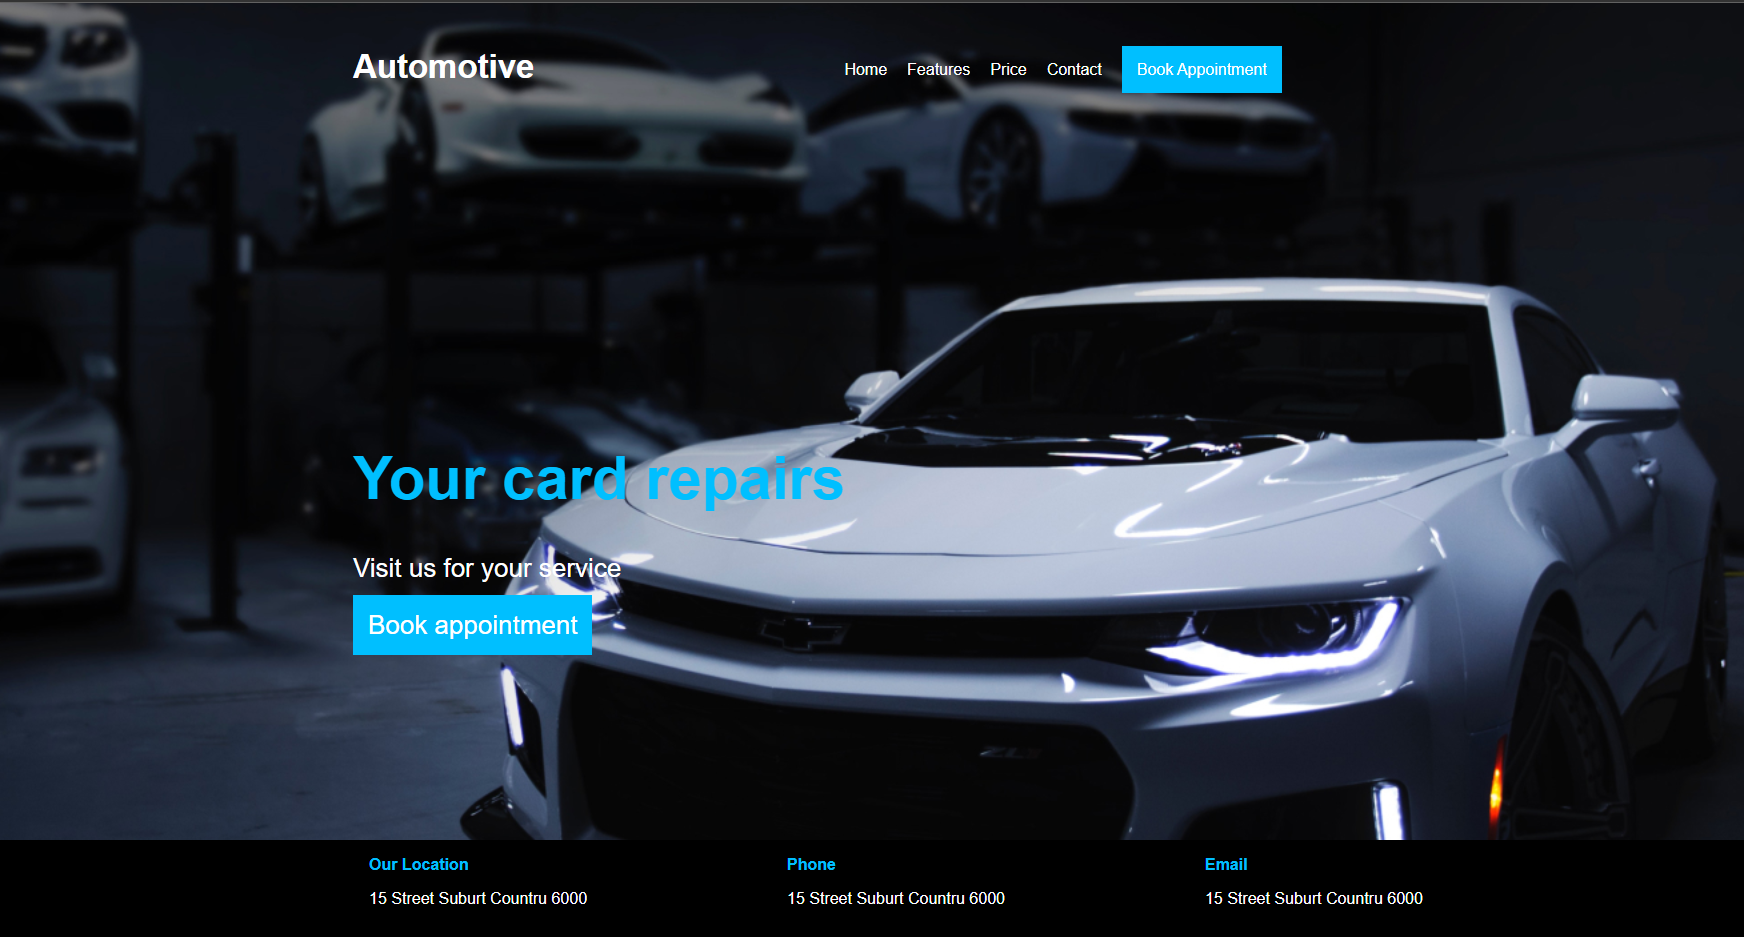 Automotive
Home Features Price Contact Book Appointment
Your card repairs
Visit us for your service
Book appointment
ZL1
Our Location Phone Email
15 Street Suburt Countru 6000 15 Street Suburt Countru 6000 15 Street Suburt Countru 6000